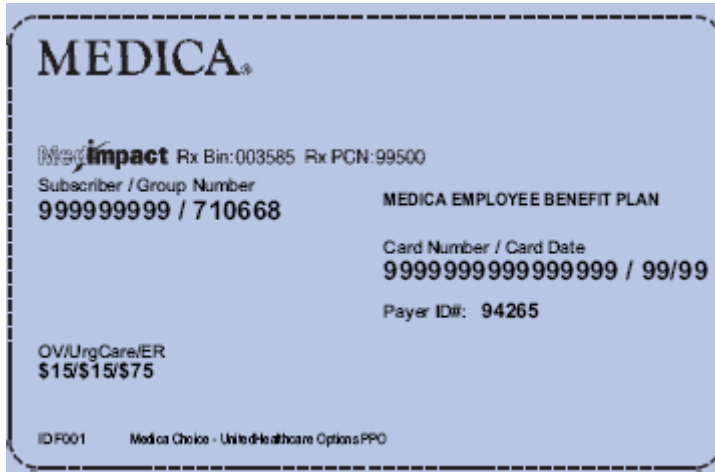 MEDICA®
Medimpact Rx Bin:003585 Rx PCN:99500
Subscriber / Group Number
999999999 / 710668
MEDICA EMPLOYEE BENEFIT PLAN
Card Number / Card Date
9999999999999999 / 99/99
Payer ID#: 94265
OV/UrgCare/ER
$15/$15/$75
IDF001 Medica Choice - UnitedHealthcare Options PPO